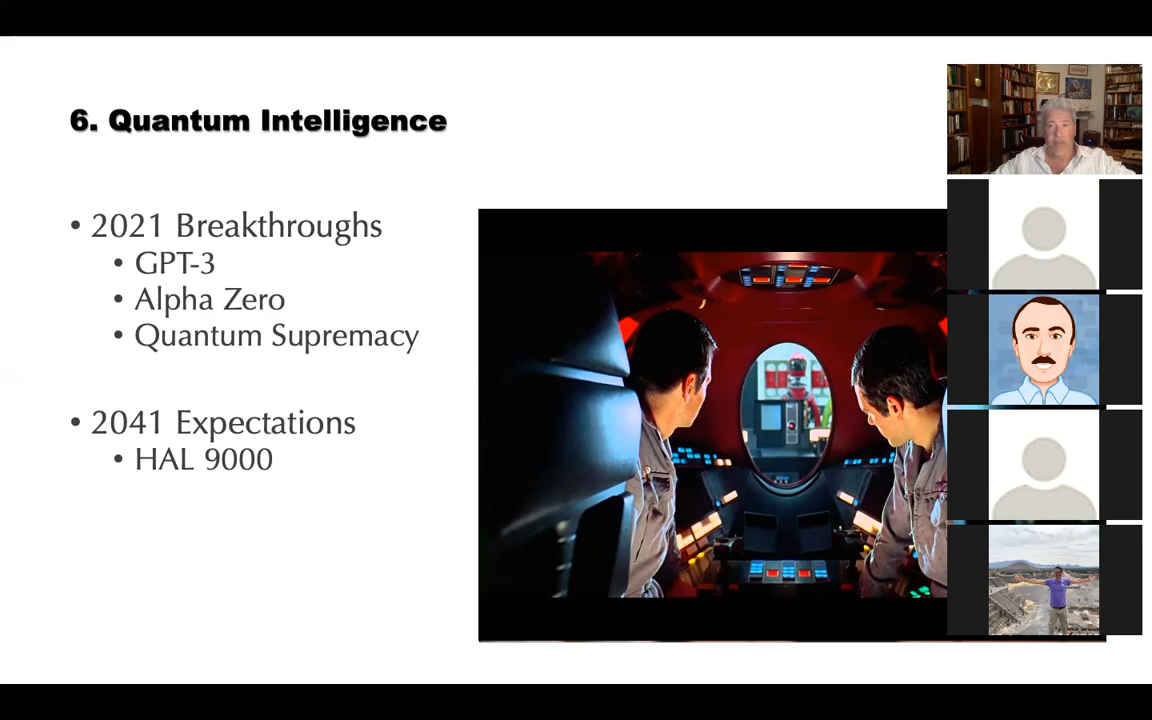 6. Quantum Intelligence
• 2021 Breakthroughs
• GPT-3
• Alpha Zero
• Quantum Supremacy
• 2041 Expectations
• HAL 9000